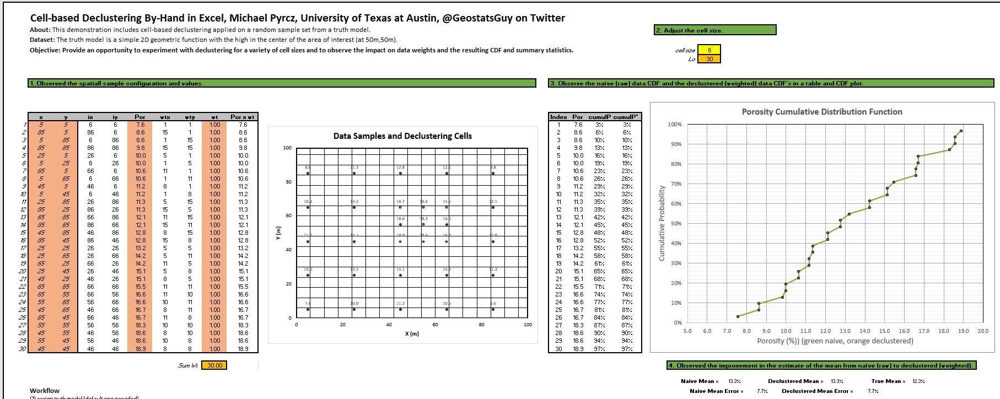 Cell-based Declustering By-Hand in Excel, Michael Pyrcz, University of Texas at Austin, @GeostatsGuy on Twitter
About: This demonstration includes cell-based declustering applied on a random sample set from a truth model.
Dataset: The truth model is a simple 2D geometric function with the high in the center of the area of interest (at 50m,50m).
Objective: Provide an opportunity to experiment with declustering for a variety of cell sizes and to observe the impact on data weights and the resulting CDF and summary statistics.
2. Adjust the cell size.
cell size 6
Lo 30
1. Observed the spatiall sample configuration and values.
x y ix iy Por wtx wty wt Por x wt
1 5 5 6 6 7.6 1 1 1.00 7.6
2 85 5 86 6 8.6 15 1 1.00 8.6
3 5 85 6 86 8.6 1 15 1.00 8.6
4 85 85 86 86 9.8 15 15 1.00 9.8
5 25 5 26 6 10.0 5 1 1.00 10.0
6 5 25 6 26 10.0 1 5 1.00 10.0
7 65 5 66 6 10.6 11 1 1.00 10.6
8 5 65 6 66 10.6 1 11 1.00 10.6
9 45 5 46 6 11.2 8 1 1.00 11.2
10 5 45 6 46 11.2 1 8 1.00 11.2
11 25 85 26 86 11.3 5 15 1.00 11.3
12 85 25 86 26 11.3 15 5 1.00 11.3
13 65 85 66 86 12.1 11 15 1.00 12.1
14 85 65 86 66 12.1 15 11 1.00 12.1
15 45 85 46 86 12.8 8 15 1.00 12.8
16 85 45 86 46 12.8 15 8 1.00 12.8
17 25 25 26 26 13.2 5 5 1.00 13.2
18 25 65 26 66 14.2 5 11 1.00 14.2
19 65 25 66 26 14.2 11 5 1.00 14.2
20 25 45 26 46 15.1 5 8 1.00 15.1
21 45 25 46 26 15.1 8 5 1.00 15.1
22 65 65 66 66 15.5 11 11 1.00 15.5
23 65 55 66 56 16.6 11 10 1.00 16.6
24 55 65 56 66 16.6 10 11 1.00 16.6
25 45 65 46 66 16.7 8 11 1.00 16.7
26 65 45 66 46 16.7 11 8 1.00 16.7
27 55 55 56 56 18.3 10 10 1.00 18.3
28 45 55 46 56 18.6 8 10 1.00 18.6
29 55 45 56 46 18.6 10 8 1.00 18.6
30 45 45 46 46 18.9 8 8 1.00 18.9
Sum Wt. 30.00
Data Samples and Declustering Cells
100
80
60
40
20
0
Y (m)
8.6 11.3 12.8 12.1 9.8
10.6 14.2 16.7 16.6 15.5 12.1
18.6 18.3 16.6
11.2 15.1 18.9 18.6 16.7 12.8
10.0 13.2 15.1 14.2 11.3
7.6 10.0 11.2 10.6 8.6
0 20 40 60 80 100
X (m)
3. Observe the naïve (raw) data CDF and the declustered (weighted) data CDF's in a table and CDF plot.
Index Por cumulP cumulP*
1 7.6 3% 3%
2 8.6 6% 6%
3 8.6 10% 10%
4 9.8 13% 13%
5 10.0 16% 16%
6 10.0 19% 19%
7 10.6 23% 23%
8 10.6 26% 26%
9 11.2 29% 29%
10 11.2 32% 32%
11 11.3 35% 35%
12 11.3 39% 39%
13 12.1 42% 42%
14 12.1 45% 45%
15 12.8 48% 48%
16 12.8 52% 52%
17 13.2 55% 55%
18 14.2 58% 58%
19 14.2 61% 61%
20 15.1 65% 65%
21 15.1 68% 68%
22 15.5 71% 71%
23 16.6 74% 74%
24 16.6 77% 77%
25 16.7 81% 81%
26 16.7 84% 84%
27 18.3 87% 87%
28 18.6 90% 90%
29 18.6 94% 94%
30 18.9 97% 97%
Porosity Cumulative Distribution Function
100%
90%
80%
70%
60%
50%
40%
30%
20%
10%
0%
Cumulative Probability
5.0 6.0 7.0 8.0 9.0 10.0 11.0 12.0 13.0 14.0 15.0 16.0 17.0 18.0 19.0 20.0
Porosity (%)) (green naive, orange declustered)
4. Observed the improvement in the estimate of the mean from naïve (raw) to declustered (weighted).
Naive Mean = 13.3% Declustered Mean = 13.3% True Mean = 12.3%
Naive Mean Error = 7.7% Declustered Mean Error = 7.7%
Workflow
(1) assign truth model (default one provided)